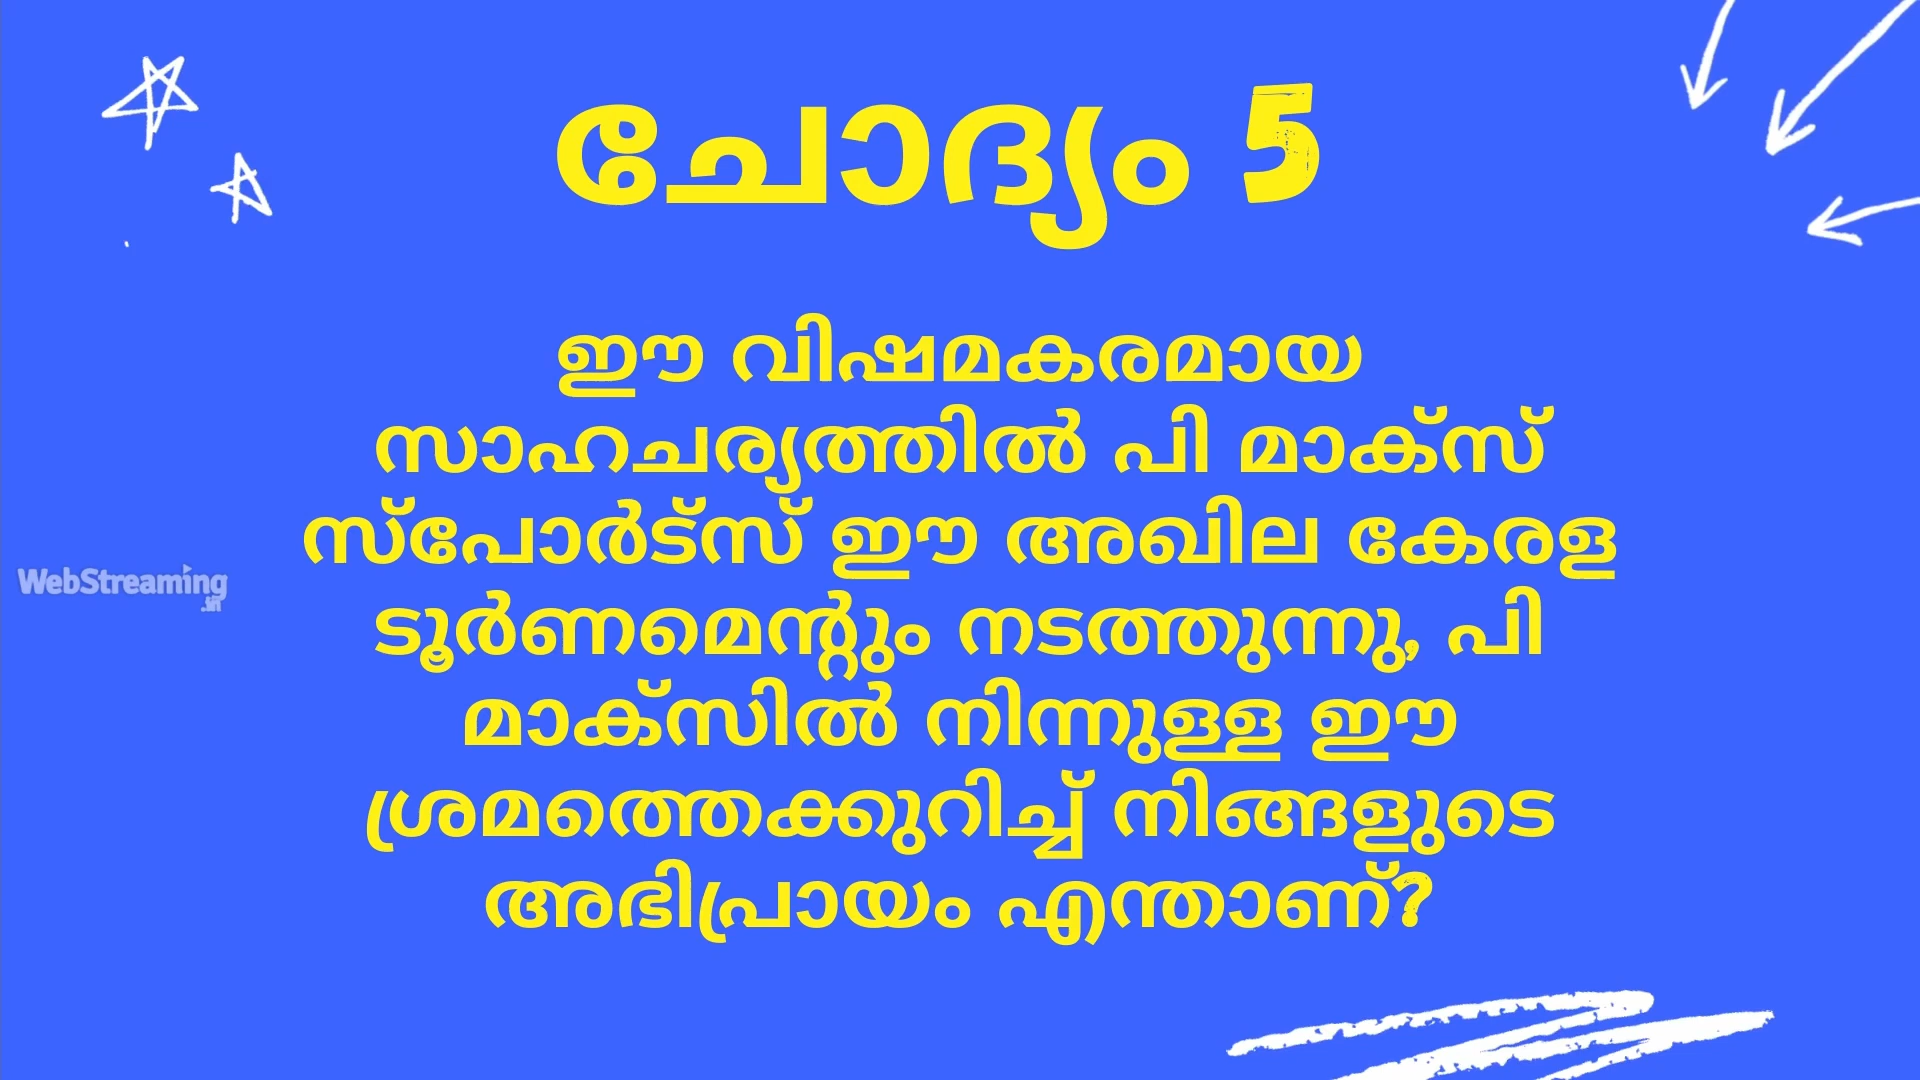 ചോദ്യം 5
ഈ വിഷമകരമായ
സാഹചര്യത്തിൽ പി മാക്സ്
സ്പോർട്സ് ഈ അഖില കേരള
ടൂർണമെന്റും നടത്തുന്നു, പി
മാക്സിൽ നിന്നുള്ള ഈ
ശ്രമത്തെക്കുറിച്ച് നിങ്ങളുടെ
അഭിപ്രായം എന്താണ്?
WebStreaming
.in